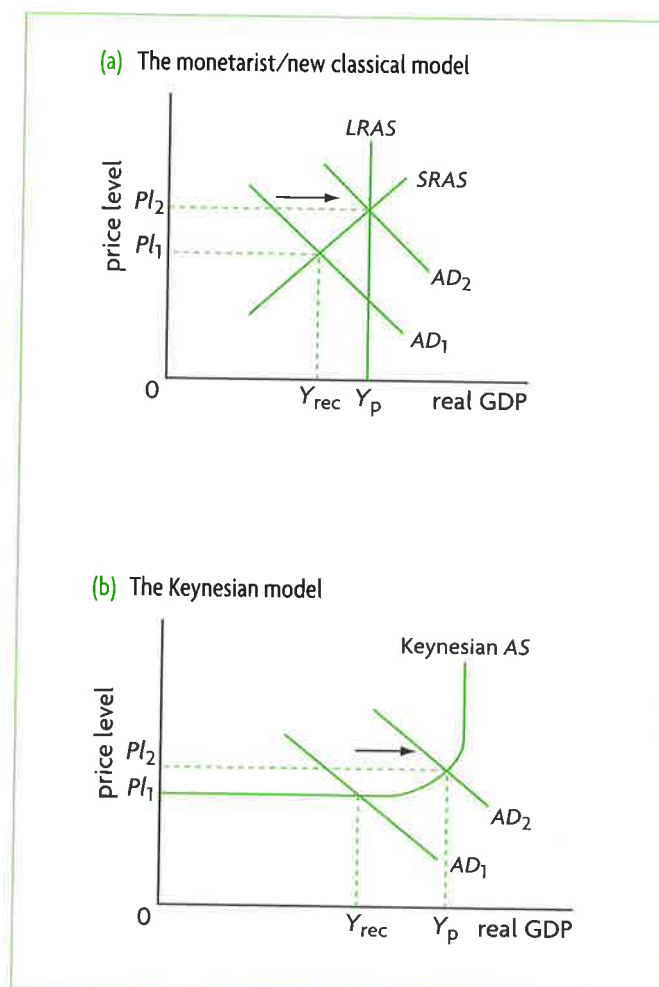 (a) The monetarist/new classical model
LRAS
SRAS
Pl2
Pl1
price level
AD2
AD1
0
Yrec Yp real GDP
(b) The Keynesian model
Keynesian AS
price level
Pl2
Pl1
AD2
AD1
0
Yrec Yp real GDP